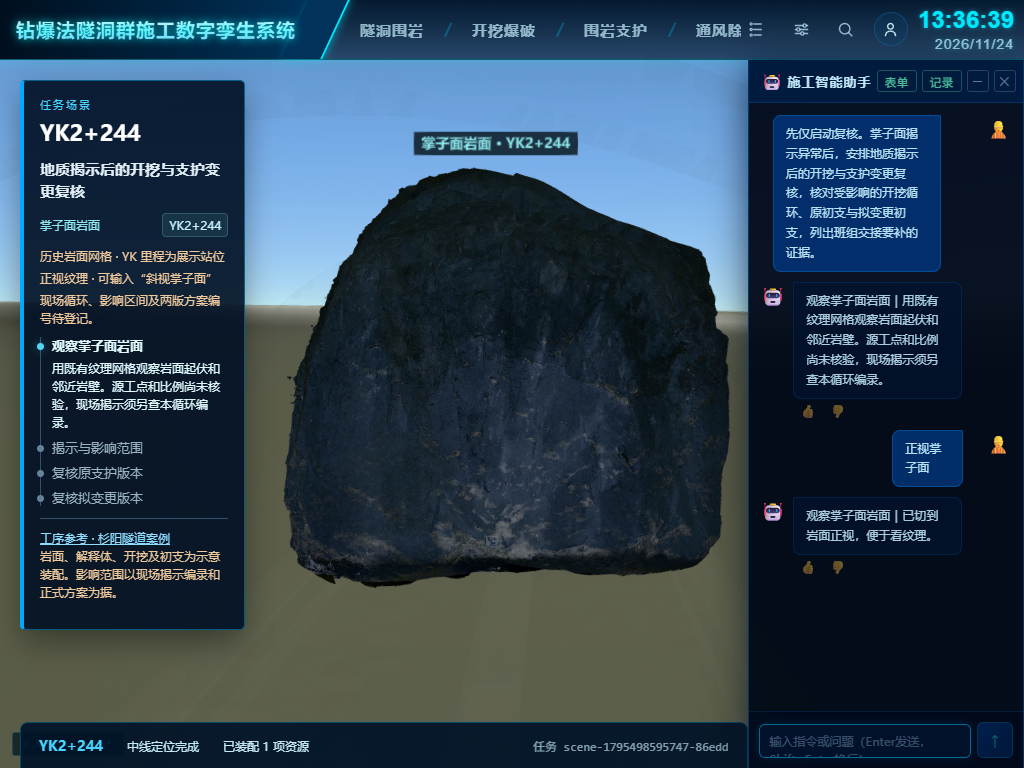 钻爆法隧洞群施工数字孪生系统
隧洞围岩 / 开挖爆破 / 围岩支护 / 通风除
13:36:39
2026/11/24
任务场景
YK2+244
地质揭示后的开挖与支护变
更复核
掌子面岩面 YK2+244
历史岩面网格 · YK 里程为展示站位
正视纹理 · 可输入“斜视掌子面”
现场循环、影响区间及两版方案编
号待登记。
观察掌子面岩面
用既有纹理网格观察岩面起伏和
邻近岩壁。源工点和比例尚未核
验，现场揭示须另查本循环编
录。
揭示与影响范围
复核原支护版本
复核拟变更版本
工序参考 · 杉阳隧道案例
岩面、解释体、开挖及初支为示意
装配。影响范围以现场揭示编录和
正式方案为据。
掌子面岩面 · YK2+244
YK2+244 中线定位完成 已装配 1 项资源 任务 scene-1795498595747-86edd
施工智能助手 表单 记录
先仅启动复核。掌子面揭
示异常后，安排地质揭示
后的开挖与支护变更复
核，核对受影响的开挖循
环、原初支与拟变更初
支，列出班组交接要补的
证据。
观察掌子面岩面 | 用既有
纹理网格观察岩面起伏和
邻近岩壁。源工点和比例
尚未核验，现场揭示须另
查本循环编录。
正视掌
子面
观察掌子面岩面 | 已切到
岩面正视，便于看纹理。
输入指令或问题（Enter发送，